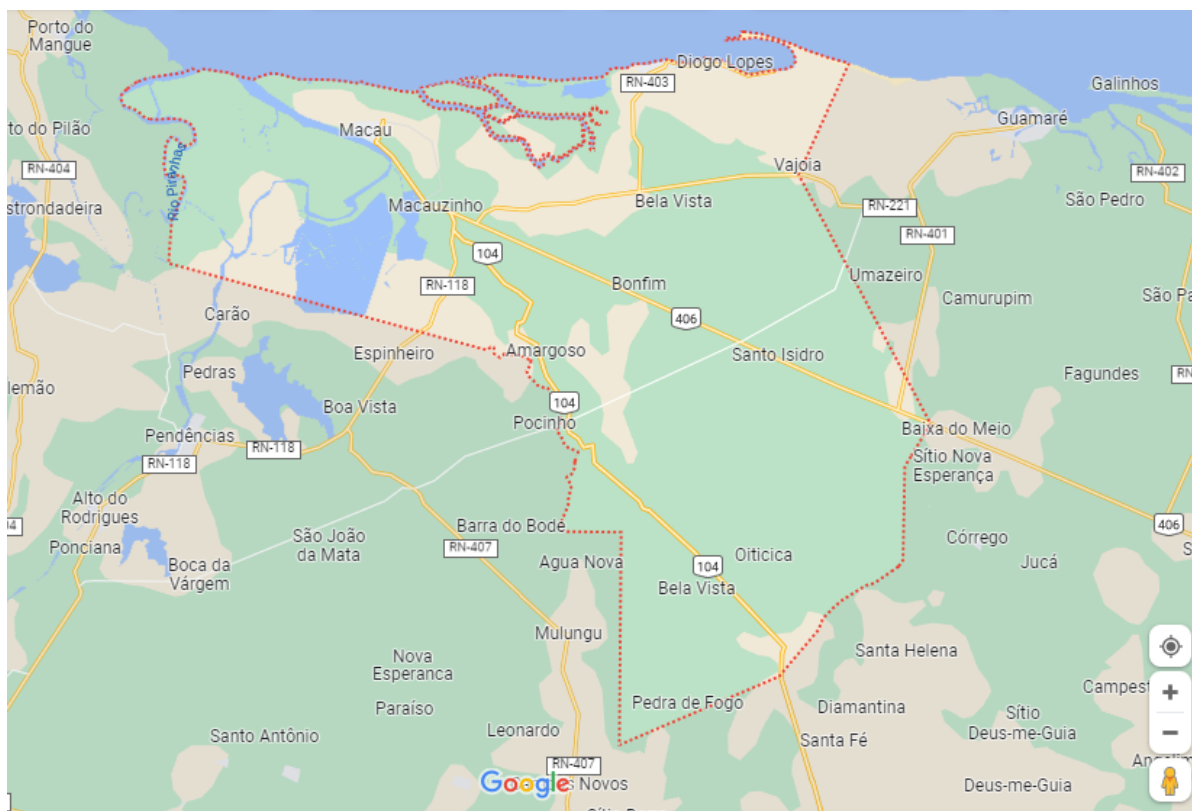 Porto do
Mangue
Diogo Lopes
RN-403
Galinhos
Guamaré
to do Pilão
Macau
RN-404
Vajoia
RN-402
Rio Piranhas
strondadeira
Macauzinho
Bela Vista
RN-221
São Pedro
RN-401
104
Umazeiro
RN-118
Bonfim
Camurupim
São Pa
Carão
406
Espinheiro
Amargoso
Santo Isidro
Pedras
Fagundes
RN
lemão
104
Boa Vista
Pocinho
Baixa do Meio
Pendências
RN-118
RN-118
Sítio Nova
Esperança
Alto do
Rodrigues
04
Barra do Bode
406
São João
da Mata
Ponciana
RN-407
Córrego
S
Oiticica
Boca da
Várgem
Agua Nova
104
Jucá
Bela Vista
Mulungu
Santa Helena
Nova
Esperanca
Campest
Paraíso
Pedra de Fogo
Diamantina
Sítio
Deus-me-Guia
Santo Antônio
Leonardo
Santa Fé
RN-407
Google
s Novos
Deus-me-Guia